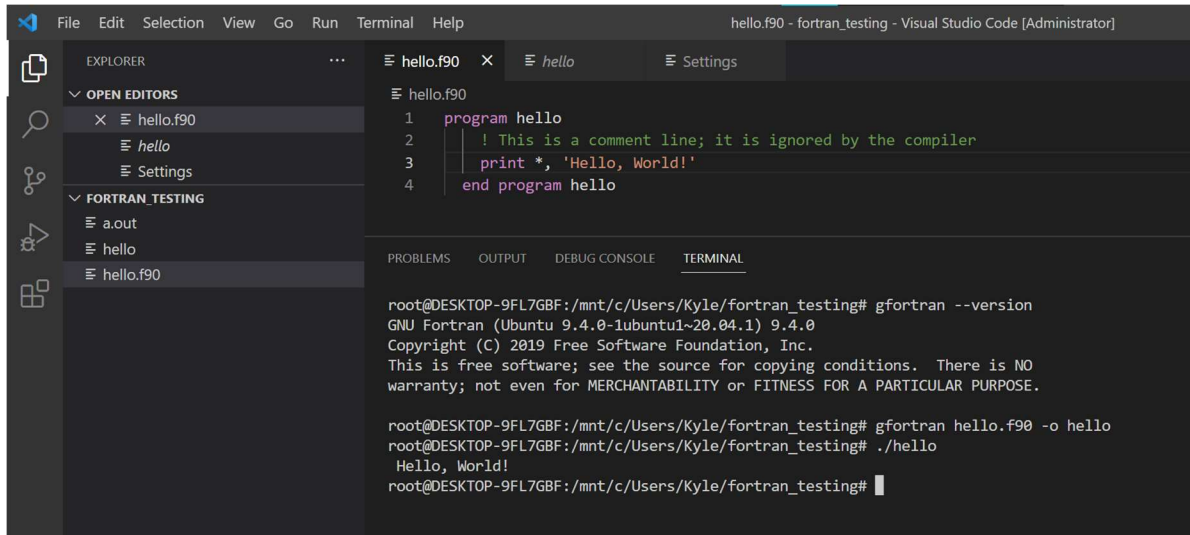 File Edit Selection View Go Run Terminal Help hello.f90 - fortran_testing - Visual Studio Code [Administrator]
EXPLORER ...
OPEN EDITORS
hello.f90
hello
Settings
FORTRAN_TESTING
a.out
hello
hello.f90
hello.f90 hello Settings
hello.f90
1 program hello
2 ! This is a comment line; it is ignored by the compiler
3 print *, 'Hello, World!'
4 end program hello
PROBLEMS OUTPUT DEBUG CONSOLE TERMINAL
root@DESKTOP-9FL7GBF:/mnt/c/Users/Kyle/fortran_testing# gfortran --version
GNU Fortran (Ubuntu 9.4.0-1ubuntu1~20.04.1) 9.4.0
Copyright (C) 2019 Free Software Foundation, Inc.
This is free software; see the source for copying conditions.  There is NO
warranty; not even for MERCHANTABILITY or FITNESS FOR A PARTICULAR PURPOSE.
root@DESKTOP-9FL7GBF:/mnt/c/Users/Kyle/fortran_testing# gfortran hello.f90 -o hello
root@DESKTOP-9FL7GBF:/mnt/c/Users/Kyle/fortran_testing# ./hello
Hello, World!
root@DESKTOP-9FL7GBF:/mnt/c/Users/Kyle/fortran_testing#